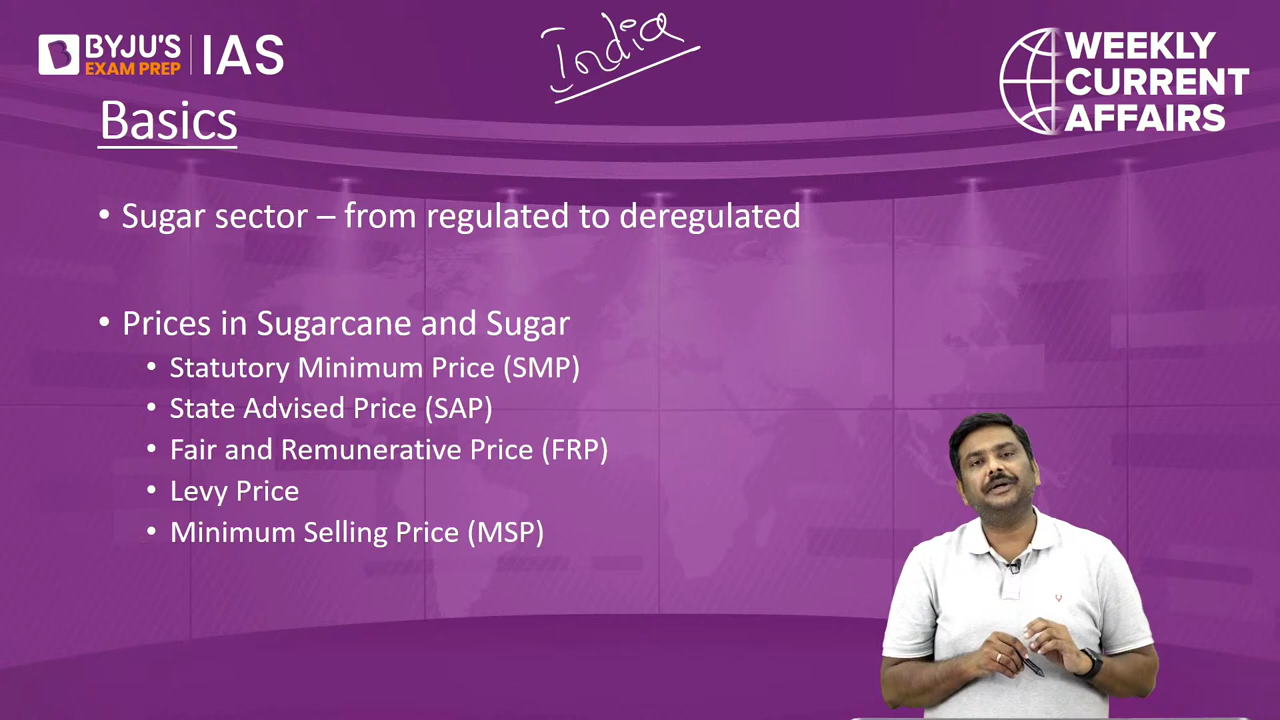 BYJU'S
EXAM PREP
IAS
India
WEEKLY
CURRENT
AFFAIRS
Basics
• Sugar sector – from regulated to deregulated
• Prices in Sugarcane and Sugar
• Statutory Minimum Price (SMP)
• State Advised Price (SAP)
• Fair and Remunerative Price (FRP)
• Levy Price
• Minimum Selling Price (MSP)